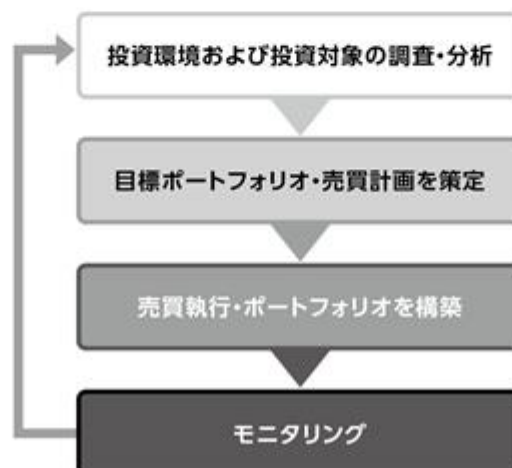 投資環境および投資対象の調査・分析
目標ポートフォリオ・売買計画を策定
売買執行・ポートフォリオを構築
モニタリング